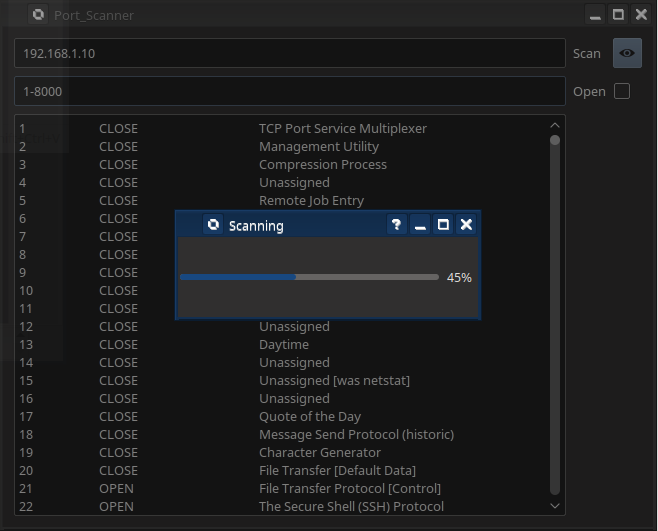 Port_Scanner
192.168.1.10 Scan
1-8000 Open
1 CLOSE TCP Port Service Multiplexer
2 CLOSE Management Utility
3 CLOSE Compression Process
4 CLOSE Unassigned
5 CLOSE Remote Job Entry
6 CLOSE
7 CLOSE
8 CLOSE
9 CLOSE
10 CLOSE
11 CLOSE
Scanning ?
45%
12 CLOSE Unassigned
13 CLOSE Daytime
14 CLOSE Unassigned
15 CLOSE Unassigned [was netstat]
16 CLOSE Unassigned
17 CLOSE Quote of the Day
18 CLOSE Message Send Protocol (historic)
19 CLOSE Character Generator
20 CLOSE File Transfer [Default Data]
21 OPEN File Transfer Protocol [Control]
22 OPEN The Secure Shell (SSH) Protocol